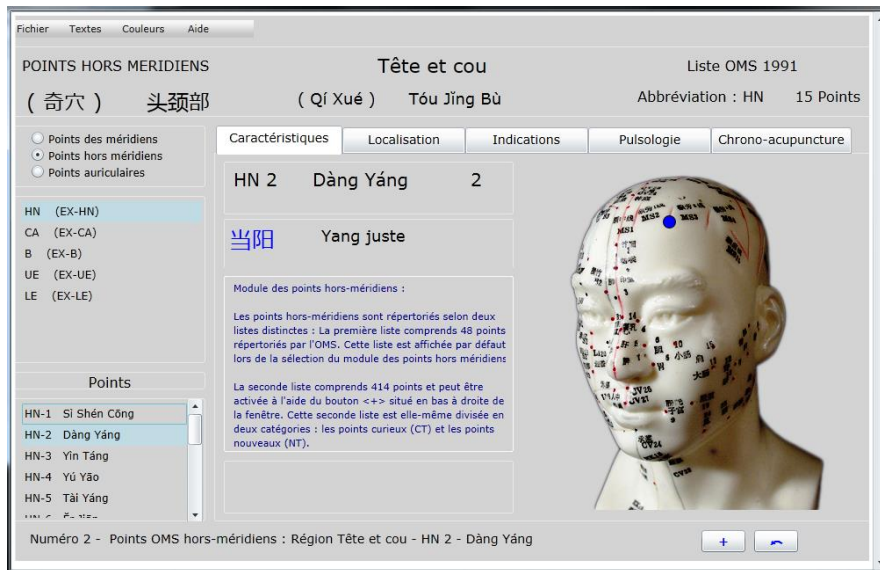 Fichier Textes Couleurs Aide
POINTS HORS MERIDIENS Tête et cou Liste OMS 1991
( 奇穴 ) 头颈部 ( Qí Xué ) Tóu Jǐng Bù Abbréviation : HN 15 Points
Points des méridiens
Points hors méridiens
Points auriculaires
Caractéristiques Localisation Indications Pulsologie Chrono-acupuncture
HN (EX-HN)
CA (EX-CA)
B (EX-B)
UE (EX-UE)
LE (EX-LE)
Points
HN-1 Sì Shén Cōng
HN-2 Dàng Yáng
HN-3 Yìn Táng
HN-4 Yú Yāo
HN-5 Tài Yáng
HN 2 Dàng Yáng 2
当阳 Yang juste
Module des points hors-méridiens :
Les points hors-méridiens sont répertoriés selon deux
listes distinctes : La première liste comprends 48 points
répertoriés par l'OMS. Cette liste est affichée par défaut
lors de la sélection du module des points hors méridiens
La seconde liste comprends 414 points et peut être
activée à l'aide du bouton <+> situé en bas à droite de
la fenêtre. Cette seconde liste est elle-même divisée en
deux catégories : les points curieux (CT) et les points
nouveaux (NT).
MS2 MS3
MS1
CV24
Numéro 2 - Points OMS hors-méridiens : Région Tête et cou - HN 2 - Dàng Yáng
+